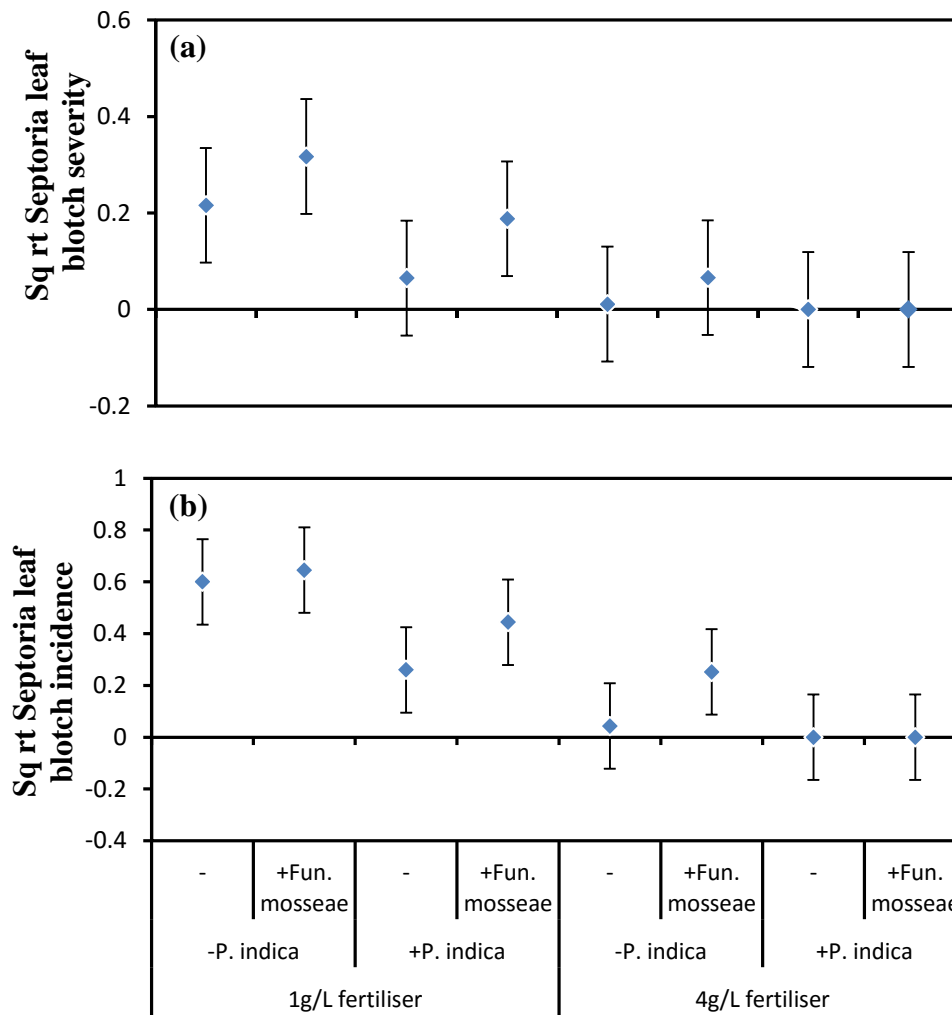 (a)
Sq rt Septoria leaf
blotch severity
0.6
0.4
0.2
0
-0.2
(b)
Sq rt Septoria leaf
blotch incidence
1
0.8
0.6
0.4
0.2
0
-0.2
-0.4
- +Fun. - +Fun. - +Fun. - +Fun.
mosseae mosseae mosseae mosseae
-P. indica +P. indica -P. indica +P. indica
1g/L fertiliser 4g/L fertiliser